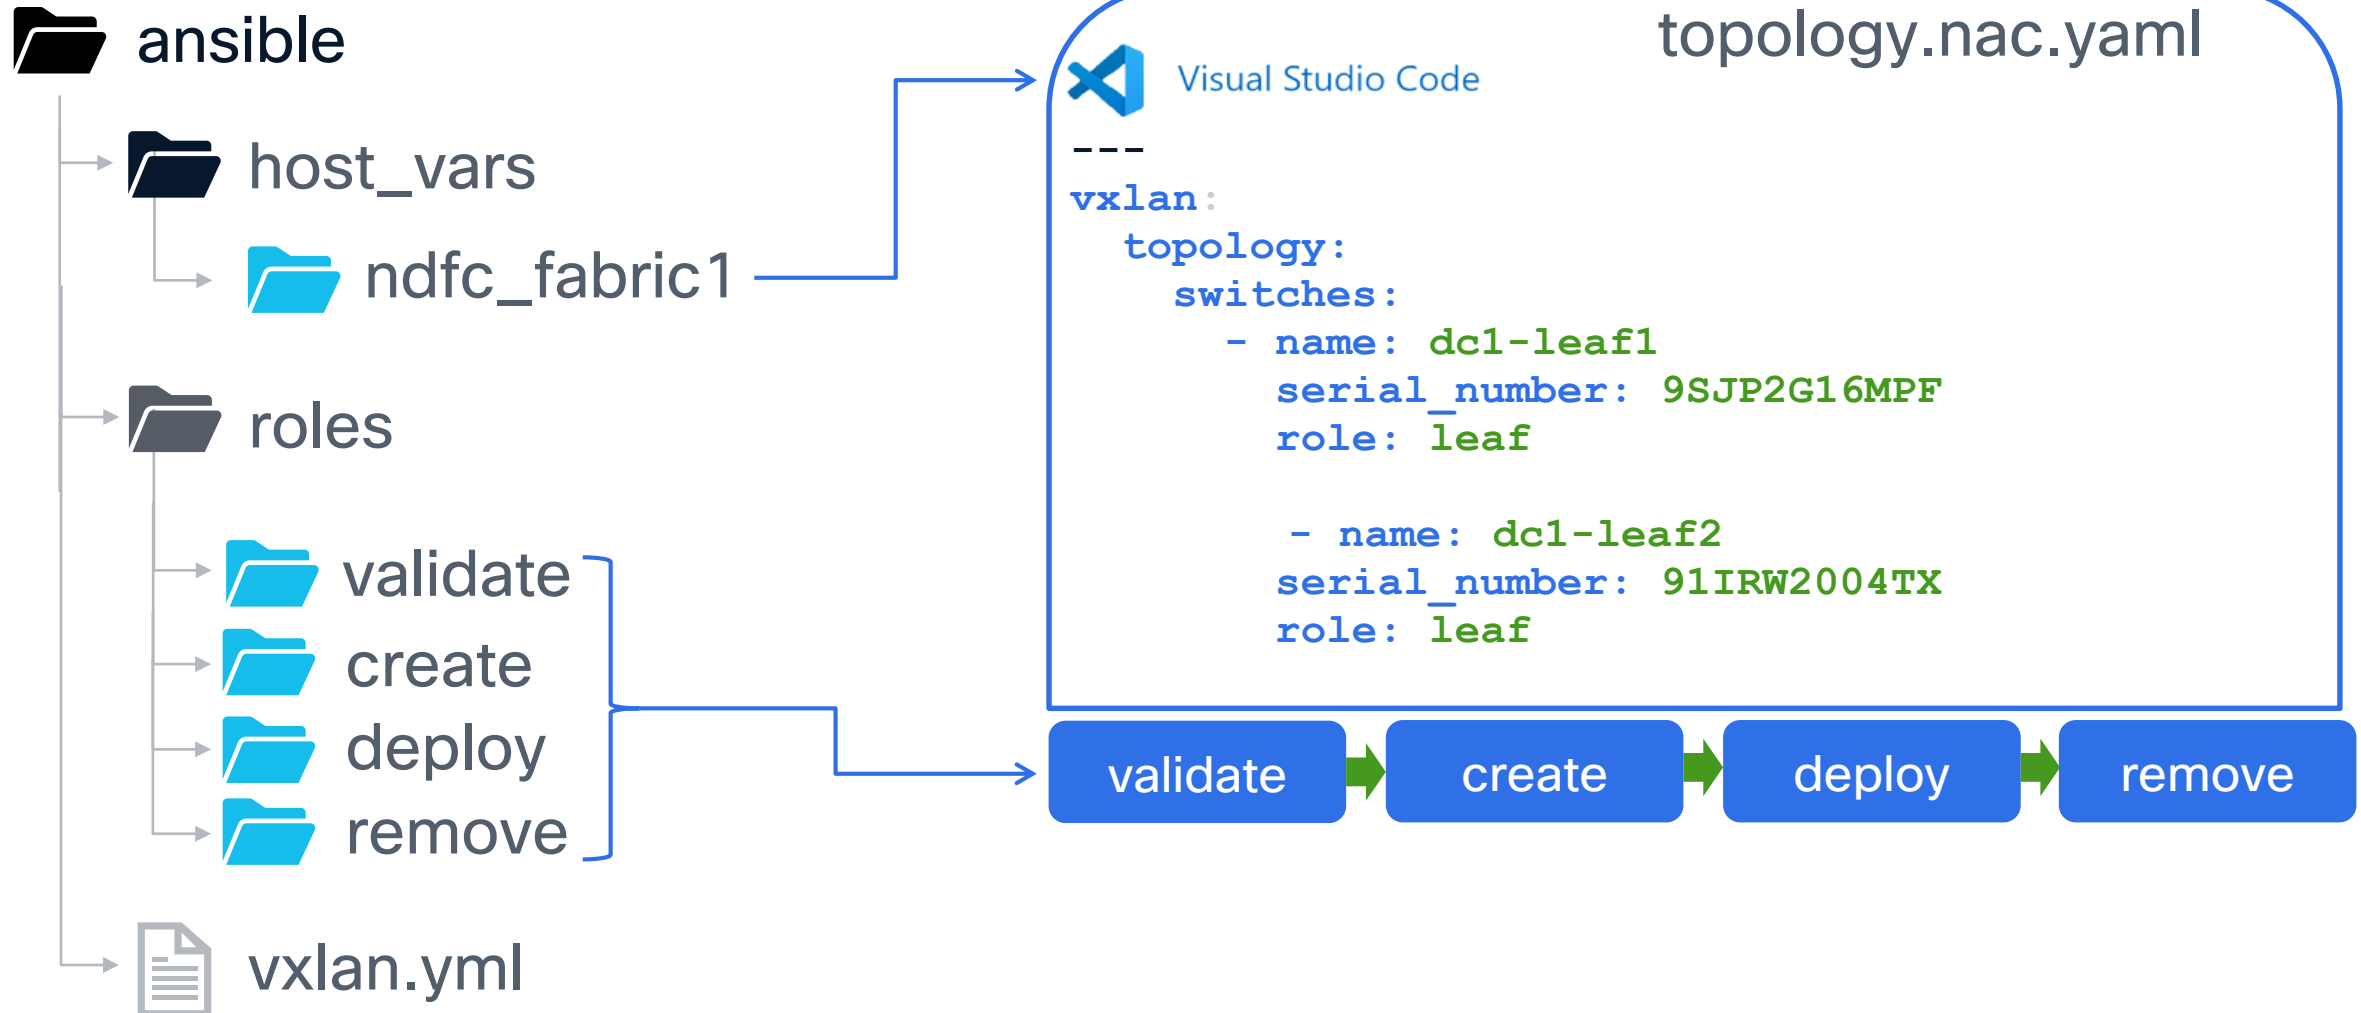 ansible
host_vars
ndfc_fabric1
roles
validate
create
deploy
remove
vxlan.yml
topology.nac.yaml
Visual Studio Code
---
vxlan:
  topology:
    switches:
      - name: dc1-leaf1
        serial_number: 9SJP2G16MPF
        role: leaf
        - name: dc1-leaf2
        serial_number: 91IRW2004TX
        role: leaf
validate
create
deploy
remove